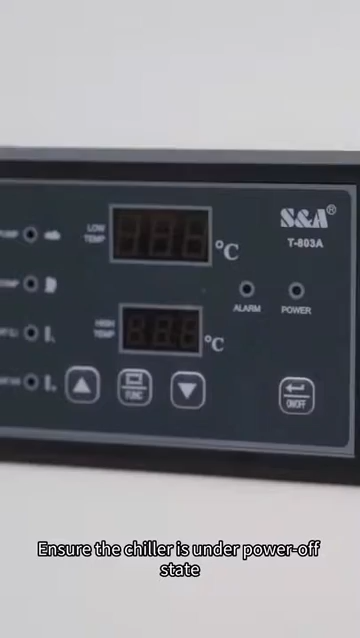 LOW
TEMP
°C
S&A®
T-803A
ALARM
POWER
HIGH
TEMP
°C
FUNC
ON/OFF
Ensure the chiller is under power-off
state